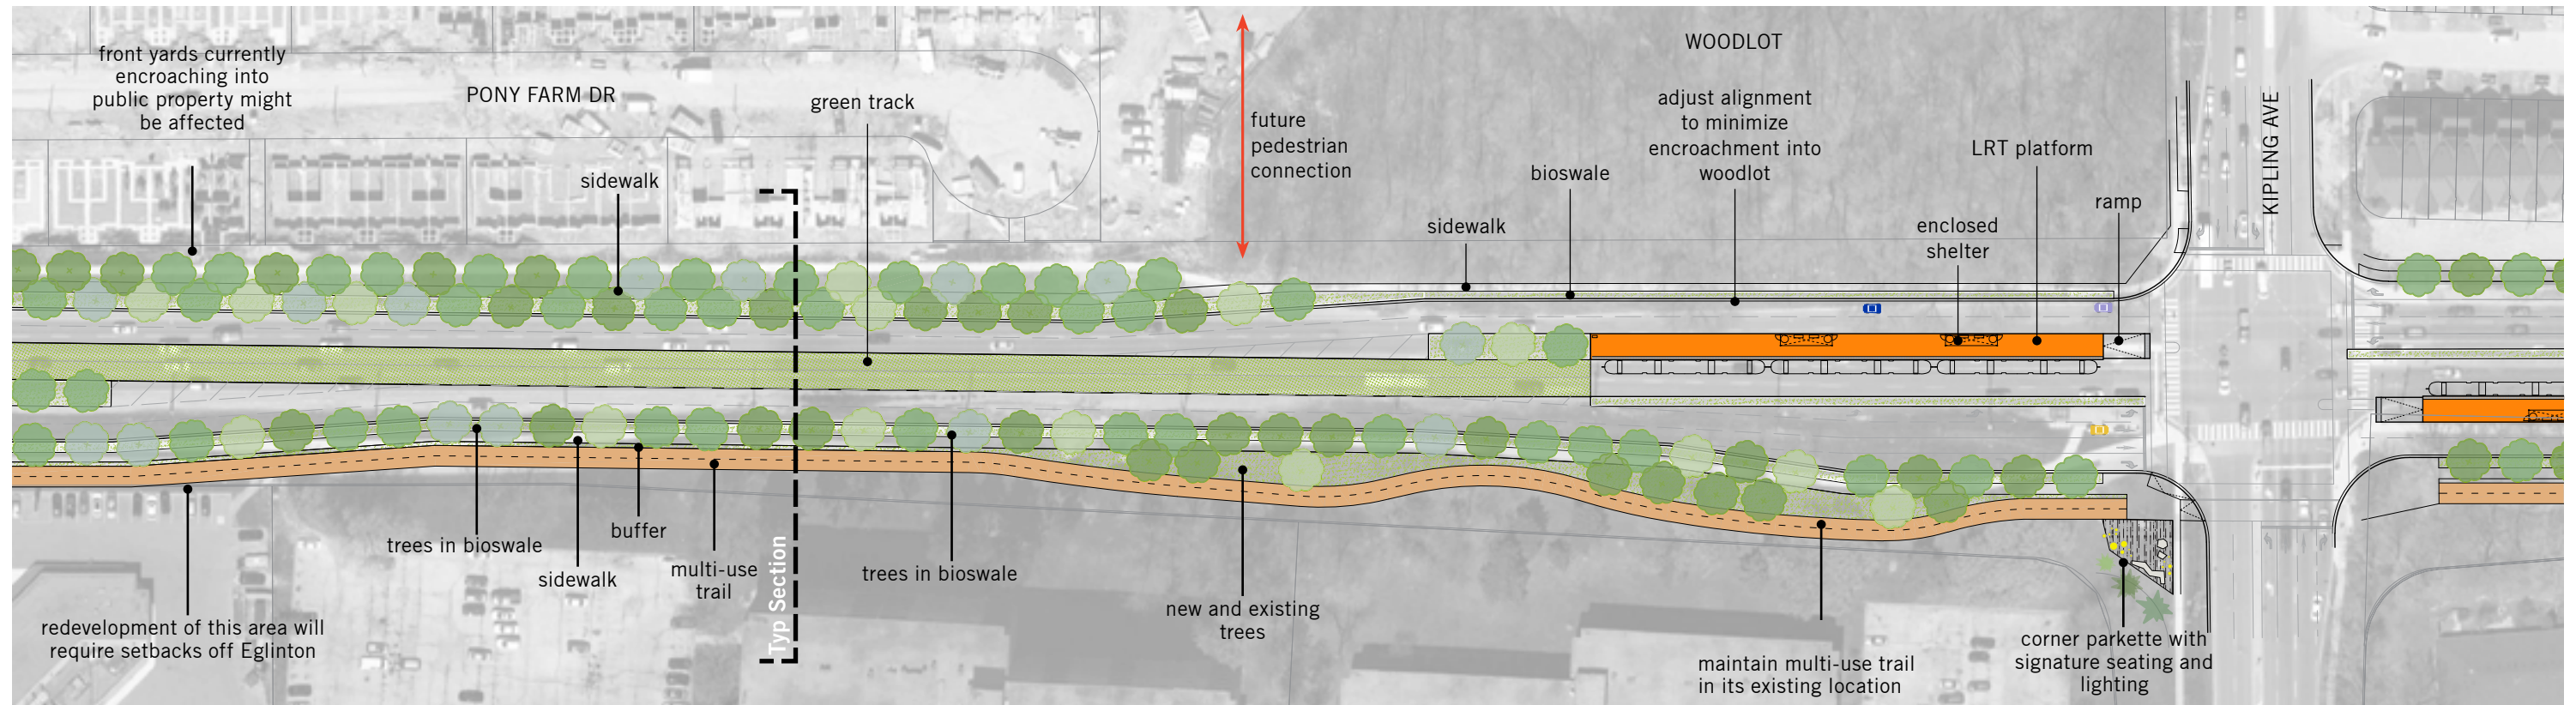 front yards currently
encroaching into
public property might
be affected
PONY FARM DR
sidewalk
green track
future
pedestrian
connection
WOODLOT
adjust alignment
to minimize
encroachment into
woodlot
sidewalk
bioswale
enclosed
shelter
LRT platform
ramp
KIPLING AVE
redevelopment of this area will
require setbacks off Eglinton
trees in bioswale
sidewalk
buffer
multi-use
trail
Typ Section
trees in bioswale
new and existing
trees
maintain multi-use trail
in its existing location
corner parkette with
signature seating and
lighting